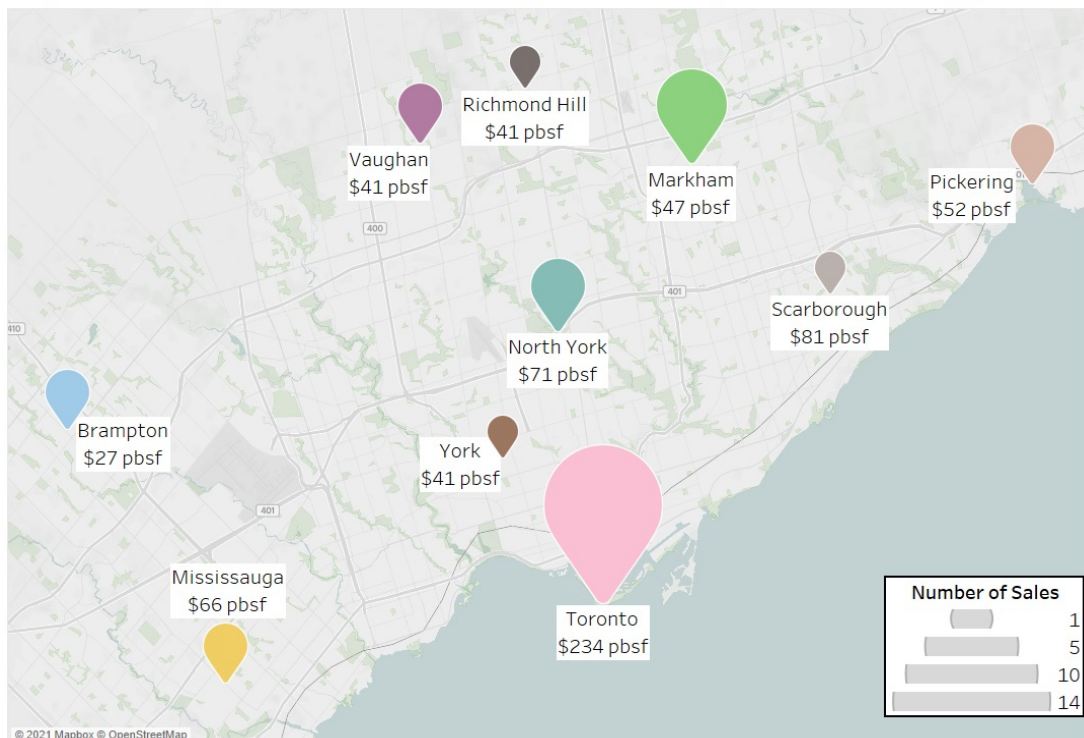 Richmond Hill
$41 pbsf
Vaughan
$41 pbsf
Markham
$47 pbsf
Pickering
$52 pbsf
400
401
Scarborough
$81 pbsf
410
North York
$71 pbsf
Brampton
$27 pbsf
York
$41 pbsf
401
Mississauga
$66 pbsf
Toronto
$234 pbsf
Number of Sales
1
5
10
14
© 2021 Mapbox © OpenStreetMap